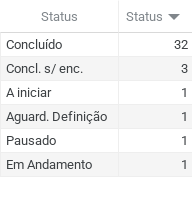 Status Status
Concluído 32
Concl. s/ enc. 3
A iniciar 1
Aguard. Definição 1
Pausado 1
Em Andamento 1